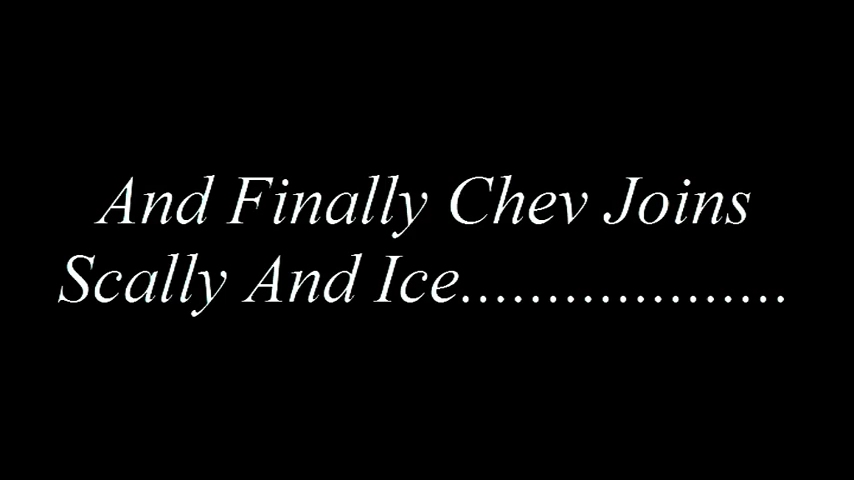 And Finally Chev Joins
Scally And Ice...................